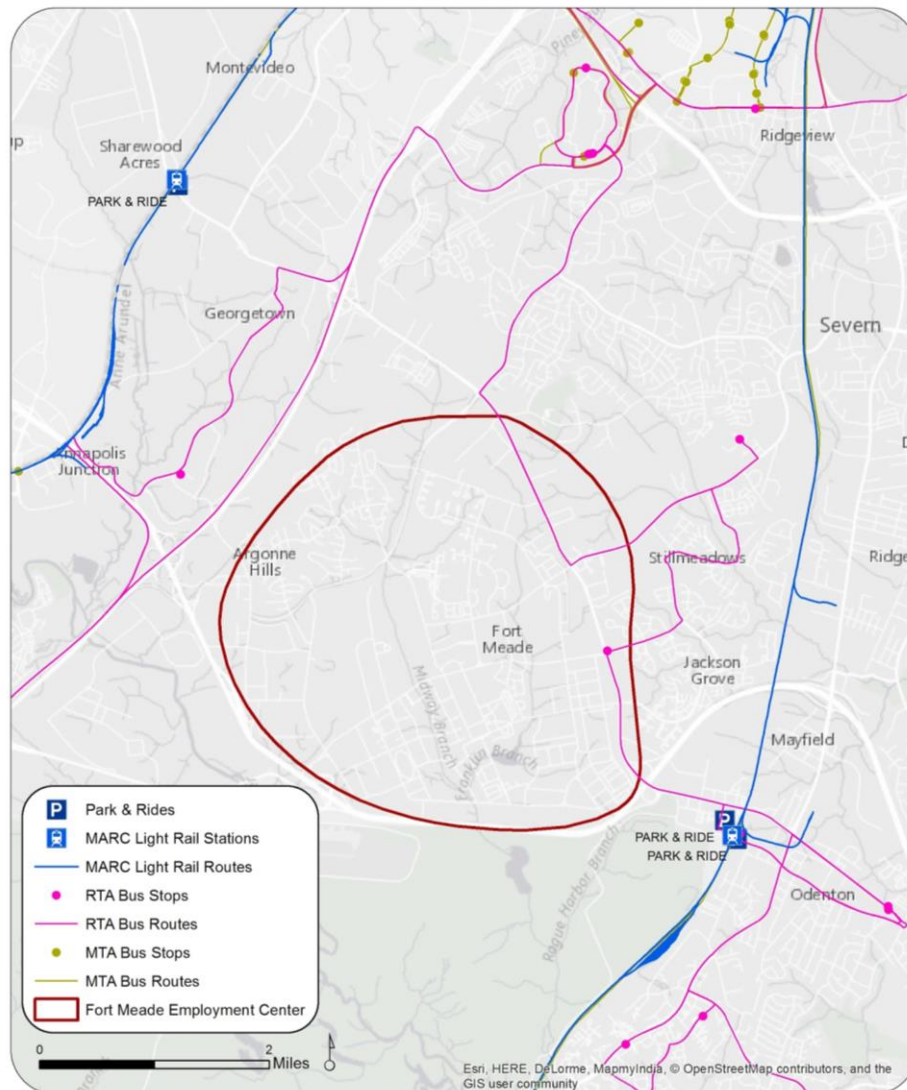 Montevideo
Sharewood
Acres
PARK & RIDE
Ridgeview
Anne Arundel
Georgetown
Severn
Annapolis
Junction
Argonne
Hills
Stillmeadows
Ridge
Fort
Meade
Jackson
Grove
Midway Branch
Franklin Branch
Mayfield
PARK & RIDE
PARK & RIDE
Rogue Harbor Branch
Odenton
P Park & Rides
MARC Light Rail Stations
MARC Light Rail Routes
RTA Bus Stops
RTA Bus Routes
MTA Bus Stops
MTA Bus Routes
Fort Meade Employment Center
0 2
Miles
Esri, HERE, DeLorme, MapmyIndia, © OpenStreetMap contributors, and the
GIS user community